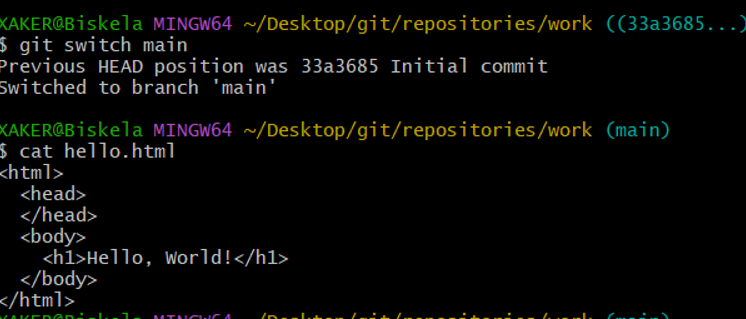 XAKER@Biskela MINGW64 ~/Desktop/git/repositories/work ((33a3685...))
$ git switch main
Previous HEAD position was 33a3685 Initial commit
Switched to branch 'main'
XAKER@Biskela MINGW64 ~/Desktop/git/repositories/work (main)
$ cat hello.html
<html>
  <head>
  </head>
  <body>
    <h1>Hello, World!</h1>
  </body>
</html>
XAKER@Biskela MINGW64 ~/Desktop/git/repositories/work (main)